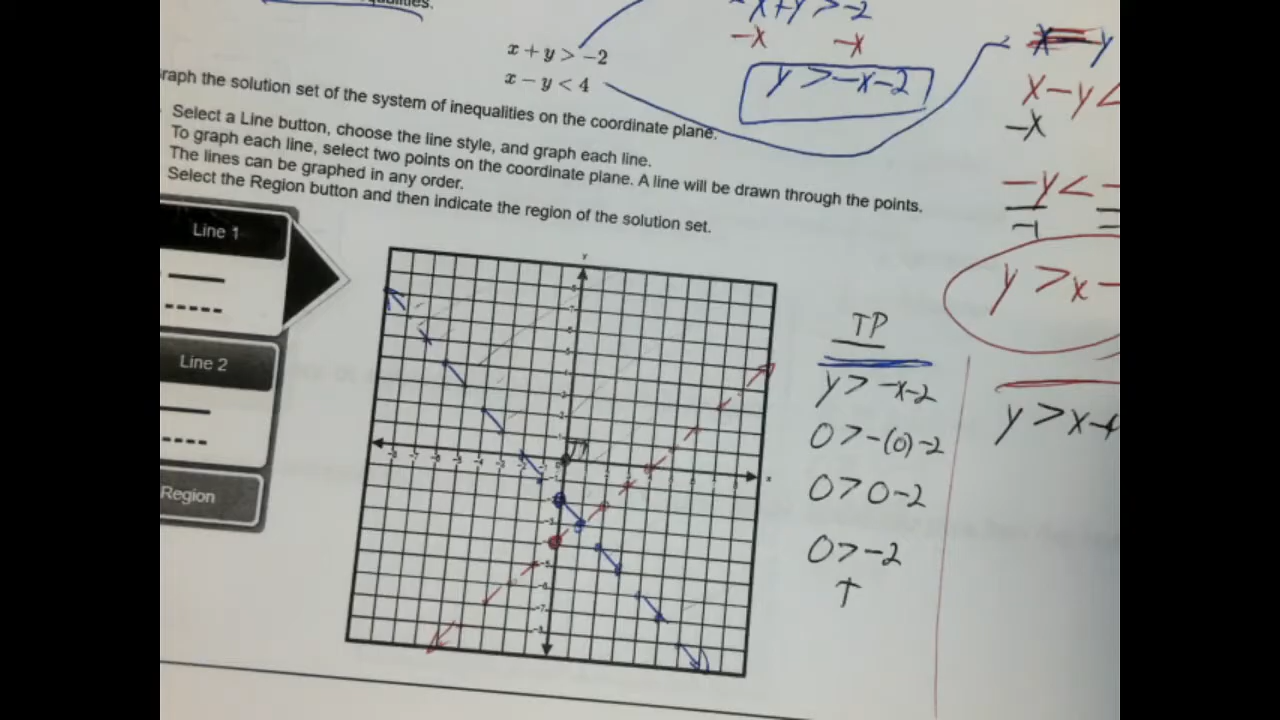 x + y > −2
x − y < 4
raph the solution set of the system of inequalities on the coordinate plane.
Select a Line button, choose the line style, and graph each line.
To graph each line, select two points on the coordinate plane. A line will be drawn through the points.
The lines can be graphed in any order.
Select the Region button and then indicate the region of the solution set.
-x+y>-2
-x -x
y > -x-2
x-y<
-x
-y<-
-1
y >x-
Line 1
Line 2
Region
y
x
TP
TP
y > -x-2
0 > -(0)-2
0 > 0-2
0 > -2
T
y >x-4